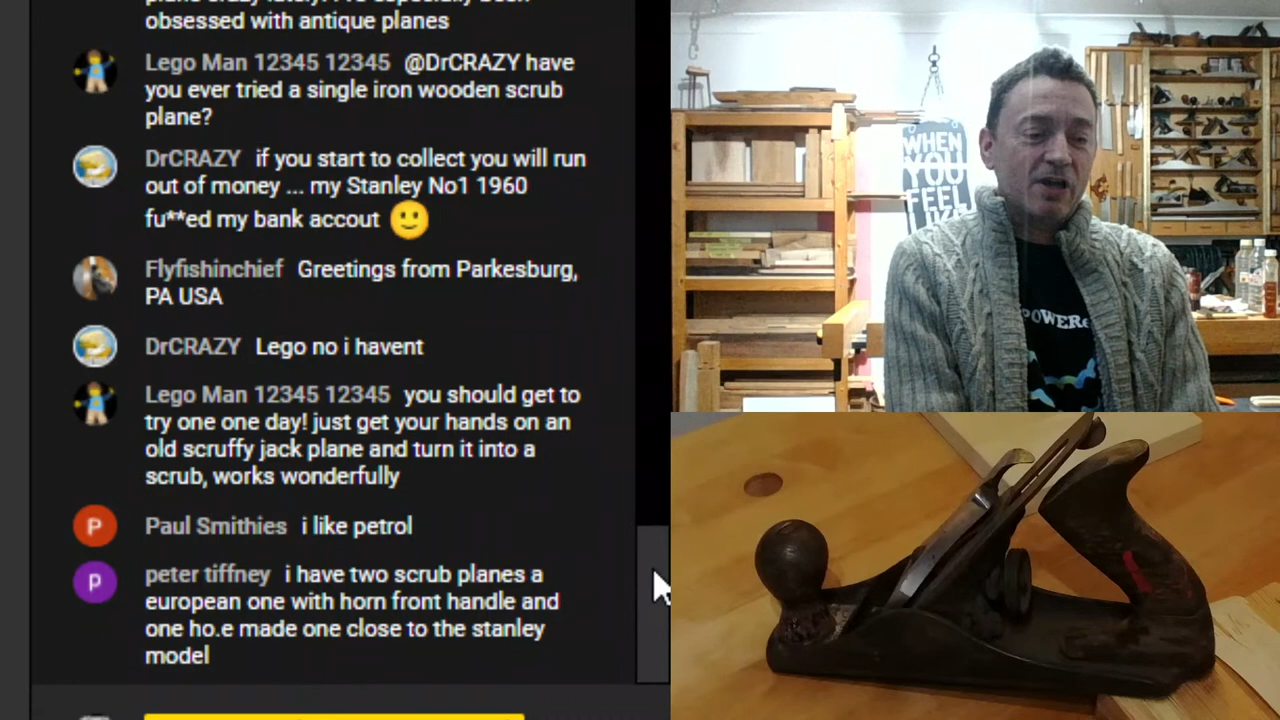 obsessed with antique planes
Lego Man 12345 12345 @DrCRAZY have
you ever tried a single iron wooden scrub
plane?
DrCRAZY if you start to collect you will run
out of money ... my Stanley No1 1960
fu**ed my bank accout 🙂
Flyfishinchief Greetings from Parkesburg,
PA USA
DrCRAZY Lego no i havent
Lego Man 12345 12345 you should get to
try one one day! just get your hands on an
old scruffy jack plane and turn it into a
scrub, works wonderfully
P
Paul Smithies i like petrol
P
peter tiffney i have two scrub planes a
european one with horn front handle and
one ho.e made one close to the stanley
model
WHEN
YOU
FEEL
LIKE
POWER